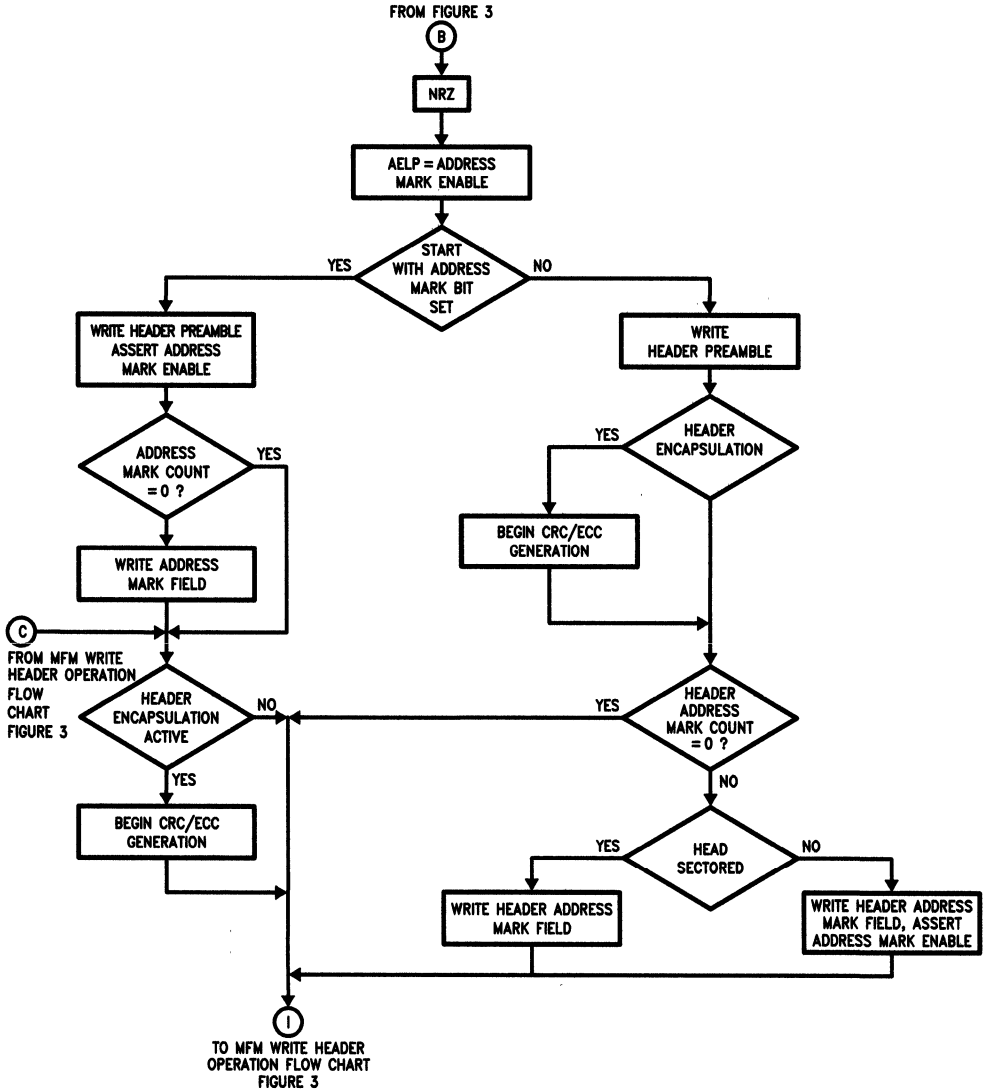 FROM FIGURE 3
B
NRZ
AELP = ADDRESS
MARK ENABLE
START
WITH ADDRESS
MARK BIT
SET
YES
NO
WRITE HEADER PREAMBLE
ASSERT ADDRESS
MARK ENABLE
WRITE
HEADER PREAMBLE
ADDRESS
MARK COUNT
= 0 ?
YES
HEADER
ENCAPSULATION
YES
BEGIN CRC/ECC
GENERATION
WRITE ADDRESS
MARK FIELD
C
FROM MFM WRITE
HEADER OPERATION
FLOW
CHART
FIGURE 3
HEADER
ENCAPSULATION
ACTIVE
NO
YES
HEADER
ADDRESS
MARK COUNT
= 0 ?
YES
NO
BEGIN CRC/ECC
GENERATION
HEAD
SECTORED
YES
NO
WRITE HEADER ADDRESS
MARK FIELD
WRITE HEADER ADDRESS
MARK FIELD, ASSERT
ADDRESS MARK ENABLE
I
TO MFM WRITE HEADER
OPERATION FLOW CHART
FIGURE 3